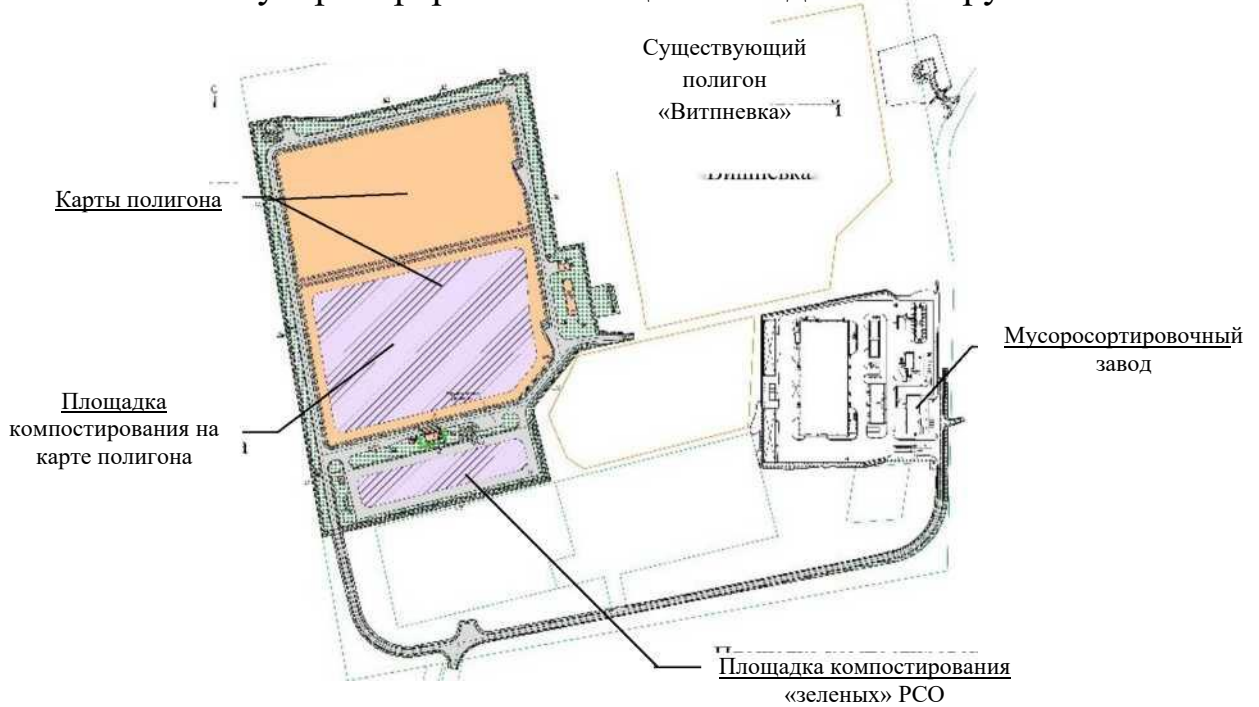 Существующий
полигон
«Витпневка»
Карты полигона
Мусоросортировочный
завод
Площадка
компостирования на
карте полигона
Площадка компостирования
«зеленых» РСО